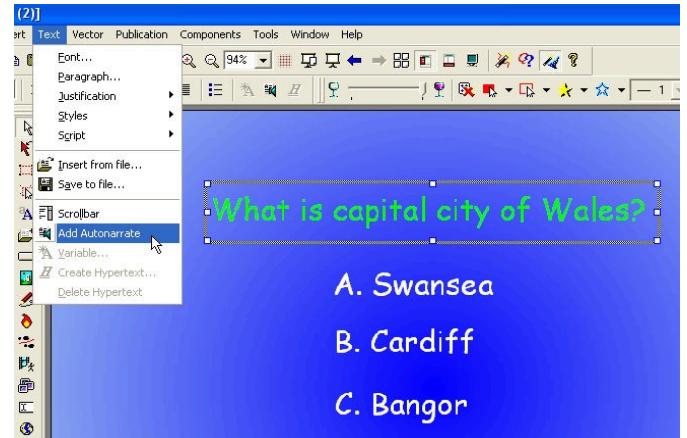 (2)]
ert Text Vector Publication Components Tools Window Help
94%
Font...
Paragraph...
Justification
Styles
Script
1
Insert from file...
Save to file...
Scrollbar
Add Autonarrate
Variable...
Create Hypertext...
Delete Hypertext
What is capital city of Wales?
A. Swansea
B. Cardiff
C. Bangor